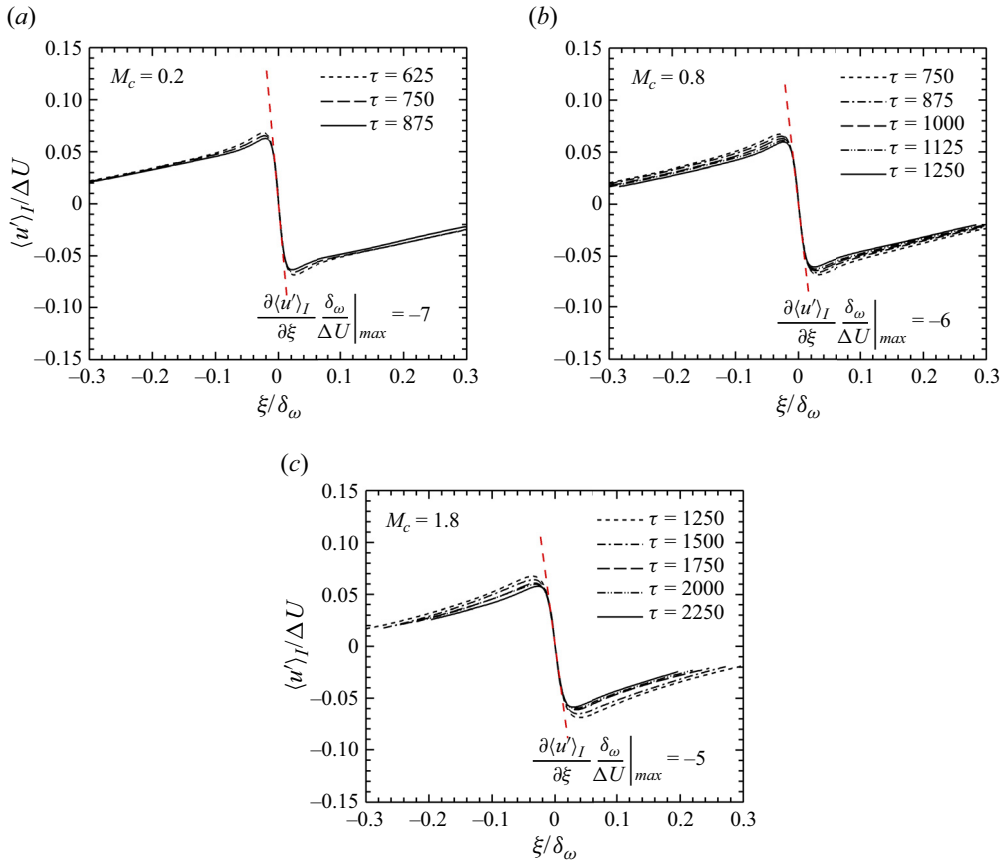 (a)
M_c = 0.2
τ = 625
τ = 750
τ = 875
0.15
0.10
0.05
0
–0.05
–0.10
–0.15
⟨u′⟩_I/ΔU
∂⟨u′⟩_I/∂ξ δ_ω/ΔU|_max = –7
–0.3 –0.2 –0.1 0 0.1 0.2 0.3
ξ/δ_ω
(b)
M_c = 0.8
τ = 750
τ = 875
τ = 1000
τ = 1125
τ = 1250
0.15
0.10
0.05
0
–0.05
–0.10
–0.15
∂⟨u′⟩_I/∂ξ δ_ω/ΔU|_max = –6
–0.3 –0.2 –0.1 0 0.1 0.2 0.3
ξ/δ_ω
(c)
M_c = 1.8
τ = 1250
τ = 1500
τ = 1750
τ = 2000
τ = 2250
0.15
0.10
0.05
0
–0.05
–0.10
–0.15
⟨u′⟩_I/ΔU
∂⟨u′⟩_I/∂ξ δ_ω/ΔU|_max = –5
–0.3 –0.2 –0.1 0 0.1 0.2 0.3
ξ/δ_ω